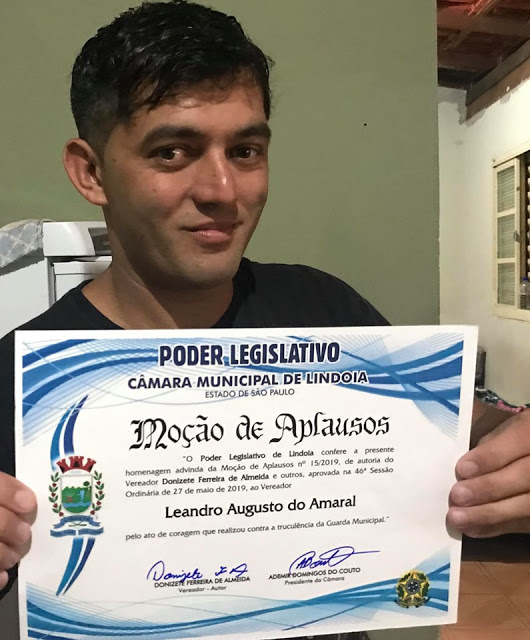 PODER LEGISLATIVO
CÂMARA MUNICIPAL DE LINDOIA
ESTADO DE SÃO PAULO
Moção de Aplausos
"O Poder Legislativo de Lindoia confere a presente
homenagem advinda da Moção de Aplausos nº 15/2019, de autoria do
Vereador Donizete Ferreira de Almeida e outros, aprovada na 46ª Sessão
Ordinária de 27 de maio de 2019, ao Vereador
Leandro Augusto do Amaral
pelo ato de coragem que realizou contra a truculência da Guarda Municipal."
DONIZETE FERREIRA DE ALMEIDA
Vereador - Autor
ADEMIR DOMINGOS DO COUTO
Presidente da Câmara